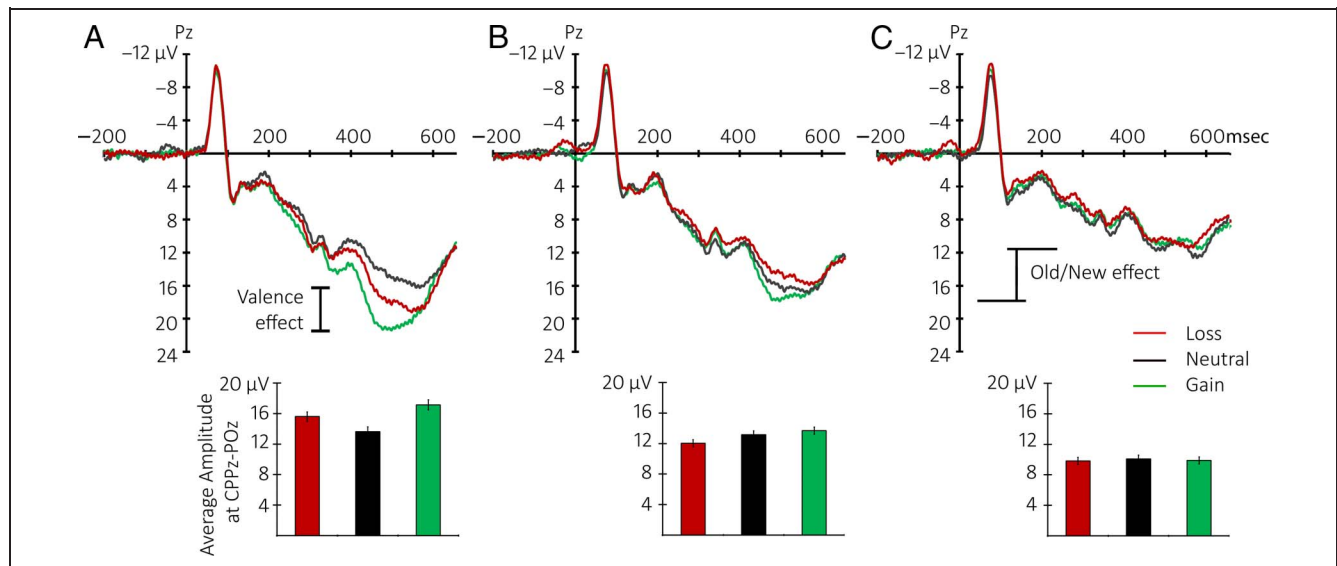 A
Pz
−12 µV
−8
−4
−200
200
400
600
4
8
12
16
20
24
Valence
effect
B
Pz
−12 µV
−8
−4
−200
200
400
600
4
8
12
16
20
24
C
Pz
−12 µV
−8
−4
−200
200
400
600msec
4
8
12
16
20
24
Old/New effect
Loss
Neutral
Gain
Average Amplitude
at CPPz-POz
20 µV
16
12
8
4
20 µV
16
12
8
4
20 µV
16
12
8
4